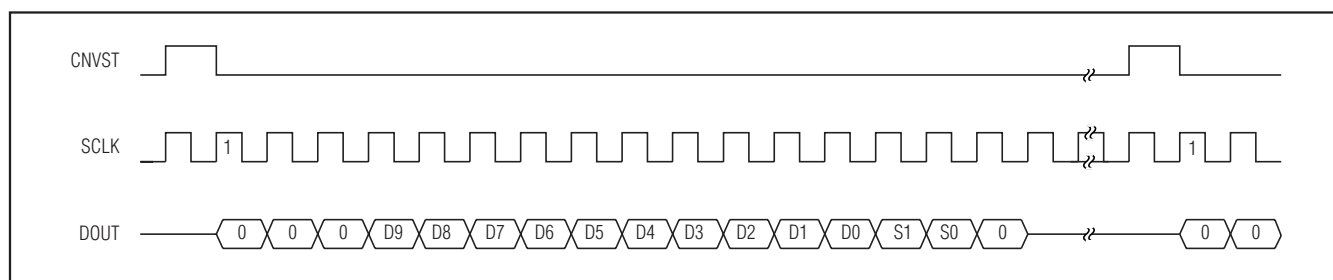 CNVST
SCLK 1 1
DOUT 0 0 0 D9 D8 D7 D6 D5 D4 D3 D2 D1 D0 S1 S0 0 0 0